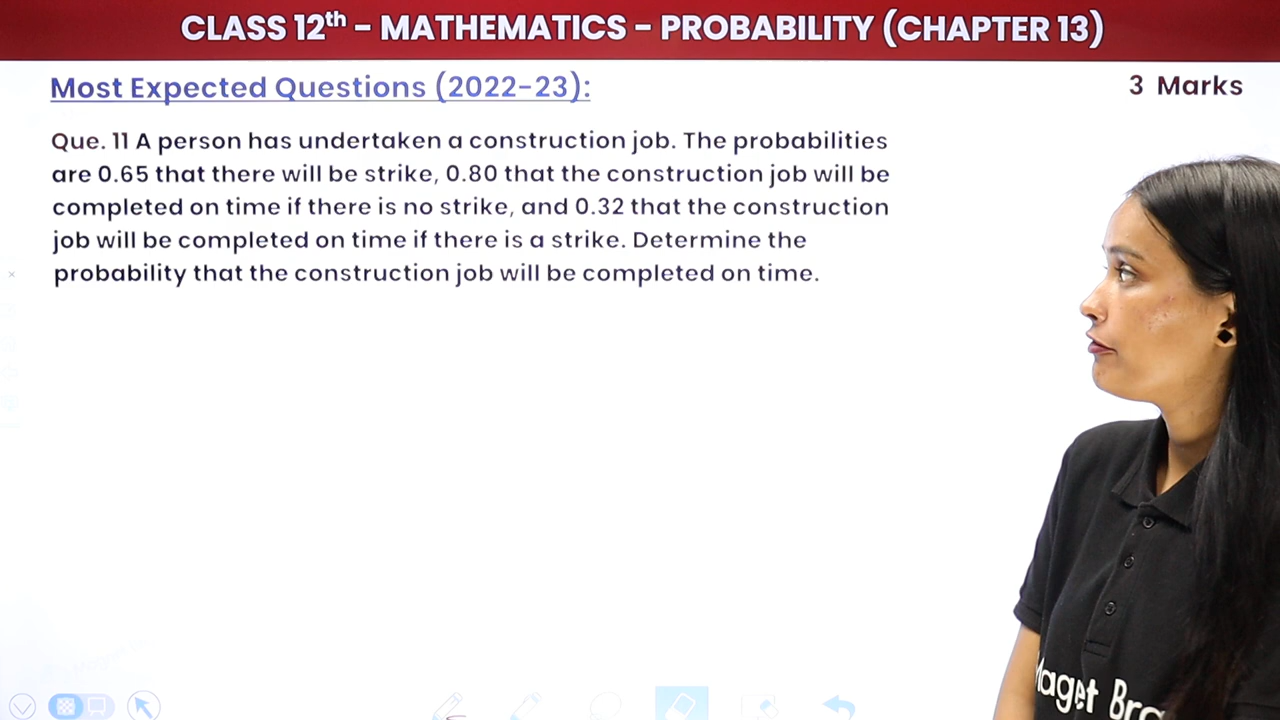 CLASS 12th - MATHEMATICS - PROBABILITY (CHAPTER 13)
Most Expected Questions (2022-23):
3 Marks
Que. 11 A person has undertaken a construction job. The probabilities
are 0.65 that there will be strike, 0.80 that the construction job will be
completed on time if there is no strike, and 0.32 that the construction
job will be completed on time if there is a strike. Determine the
probability that the construction job will be completed on time.